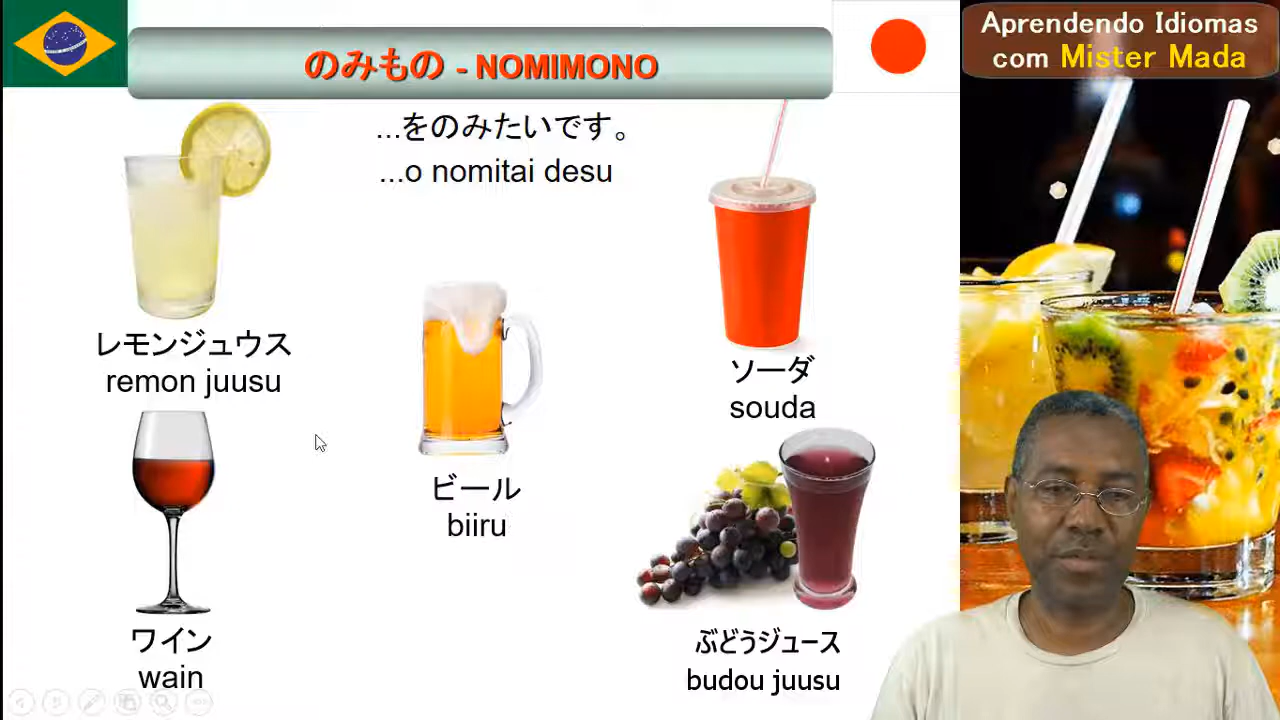 のみもの - NOMIMONO
Aprendendo Idiomas
com Mister Mada
...をのみたいです。
...o nomitai desu
レモンジュウス
remon juusu
ソーダ
souda
ビール
biiru
ワイン
wain
ぶどうジュース
budou juusu